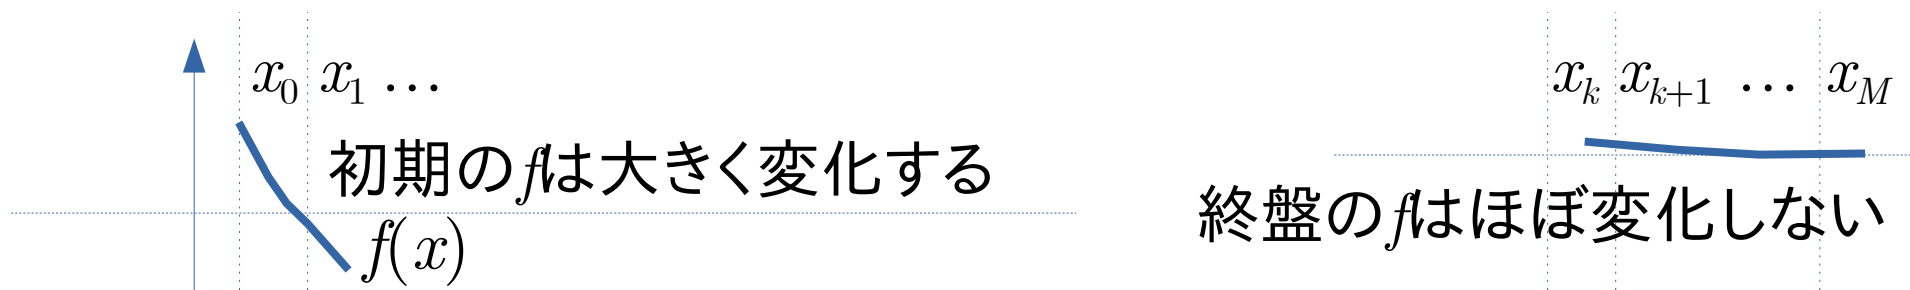 x₀ x₁ …
初期のfは大きく変化する
f(x)
xₖ xₖ₊₁ … x_M
終盤のfはほぼ変化しない